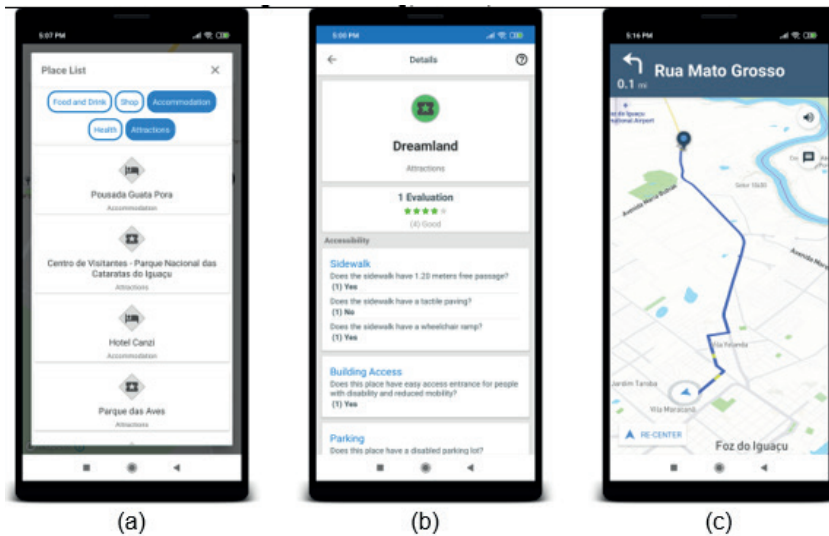 5:07 PM
Place List
Food and Drink
Shop
Accommodation
Health
Attractions
Pousada Guata Pora
Accommodation
Centro de Visitantes - Parque Nacional das
Cataratas do Iguaçu
Attractions
Hotel Canzi
Accommodation
Parque das Aves
Attractions
(a)
5:00 PM
Details
Dreamland
Attractions
1 Evaluation
(4) Good
Accessibility
Sidewalk
Does the sidewalk have 1.20 meters free passage?
(1) Yes
Does the sidewalk have a tactile paving?
(1) No
Does the sidewalk have a wheelchair ramp?
(1) Yes
Building Access
Does this place have easy access entrance for people
with disability and reduced mobility?
(1) Yes
Parking
Does this place have a disabled parking lot?
(b)
5:16 PM
0.1 mi
Rua Mato Grosso
Avenida Maria Bubiak
Vila Yolanda
Jardim Taroba
Vila Maracanã
RE-CENTER
Foz do Iguaçu
(c)